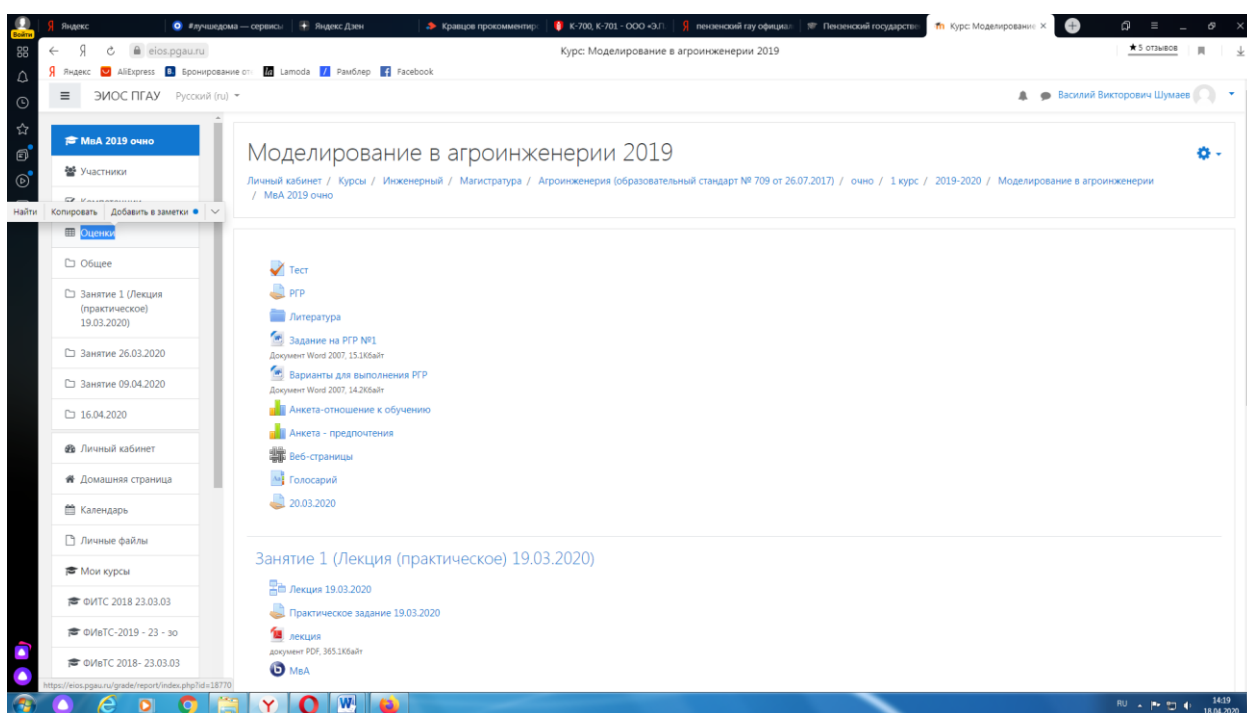 Войти
Яндекс
#лучшедома — сервисы
Яндекс.Дзен
Кравцов прокомментир
К-700, К-701 - ООО «ЭЛ
пензенский гау официал
Пензенский государстве
Курс: Моделирование
eios.pgau.ru
Курс: Моделирование в агроинженерии 2019
★ 5 отзывов
Яндекс
AliExpress
Бронирование оте
Lamoda
Рамблер
Facebook
ЭИОС ПГАУ
Русский (ru)
Василий Викторович Шумаев
МвА 2019 очно
Участники
Компетенции
Найти
Копировать
Добавить в заметки
Оценки
Общее
Занятие 1 (Лекция
(практическое)
19.03.2020)
Занятие 26.03.2020
Занятие 09.04.2020
16.04.2020
Личный кабинет
Домашняя страница
Календарь
Личные файлы
Мои курсы
ФИТС 2018 23.03.03
ФИвТС-2019 - 23 - зо
ФИвТС 2018- 23.03.03
https://eios.pgau.ru/grade/report/index.php?id=18770
Моделирование в агроинженерии 2019
Личный кабинет / Курсы / Инженерный / Магистратура / Агроинженерия (образовательный стандарт № 709 от 26.07.2017) / очно / 1 курс / 2019-2020 / Моделирование в агроинженерии
/ МвА 2019 очно
Тест
РГР
Литература
Задание на РГР №1
Документ Word 2007, 15.1Кбайт
Варианты для выполнения РГР
Документ Word 2007, 14.2Кбайт
Анкета-отношение к обучению
Анкета - предпочтения
Веб-страницы
Голосарий
20.03.2020
Занятие 1 (Лекция (практическое) 19.03.2020)
Лекция 19.03.2020
Практическое задание 19.03.2020
лекция
документ PDF, 365.1Кбайт
МвА
RU
14:19
18.04.2020